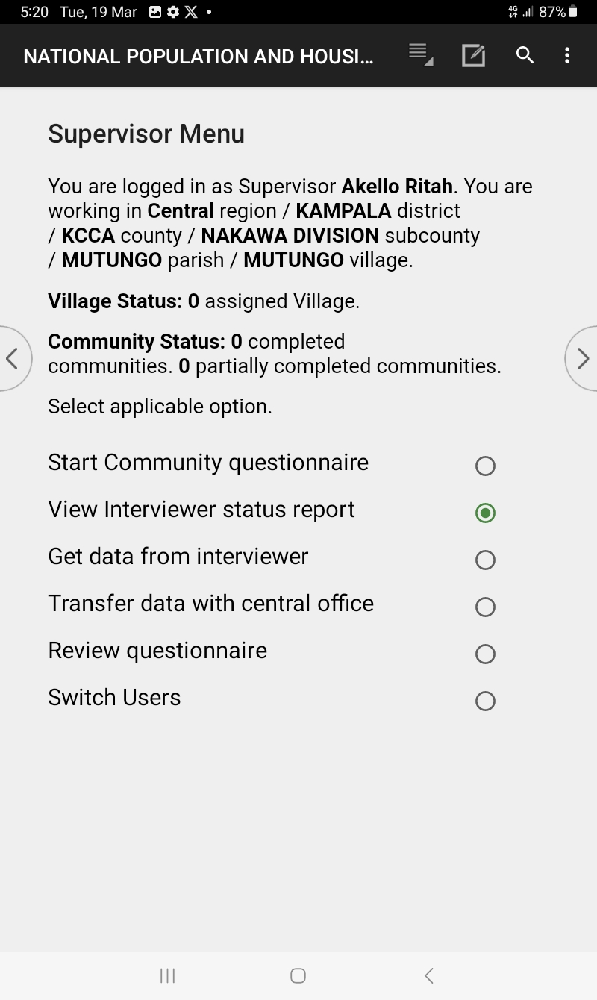 5:20 Tue, 19 Mar
4G 87%
NATIONAL POPULATION AND HOUSI...
Supervisor Menu
You are logged in as Supervisor Akello Ritah. You are
working in Central region / KAMPALA district
/ KCCA county / NAKAWA DIVISION subcounty
/ MUTUNGO parish / MUTUNGO village.
Village Status: 0 assigned Village.
Community Status: 0 completed
communities. 0 partially completed communities.
Select applicable option.
Start Community questionnaire
View Interviewer status report
Get data from interviewer
Transfer data with central office
Review questionnaire
Switch Users